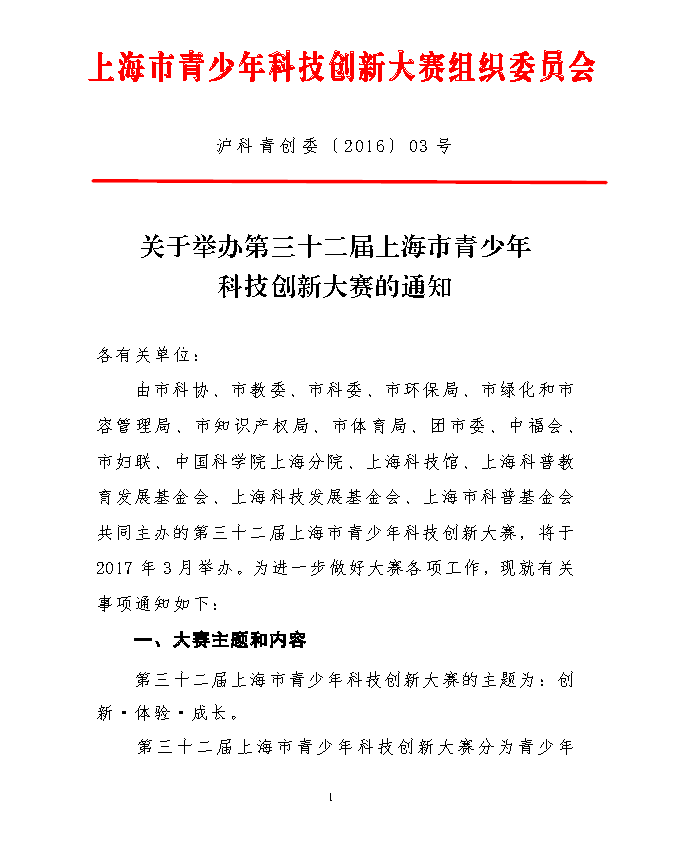 上海市青少年科技创新大赛组织委员会
沪科青创委〔2016〕03号
关于举办第三十二届上海市青少年
科技创新大赛的通知
各有关单位：
由市科协、市教委、市科委、市环保局、市绿化和市
容管理局、市知识产权局、市体育局、团市委、中福会、
市妇联、中国科学院上海分院、上海科技馆、上海科普教
育发展基金会、上海科技发展基金会、上海市科普基金会
共同主办的第三十二届上海市青少年科技创新大赛，将于
2017 年 3 月举办。为进一步做好大赛各项工作，现就有关
事项通知如下：
一、大赛主题和内容
第三十二届上海市青少年科技创新大赛的主题为：创
新·体验·成长。
第三十二届上海市青少年科技创新大赛分为青少年
1